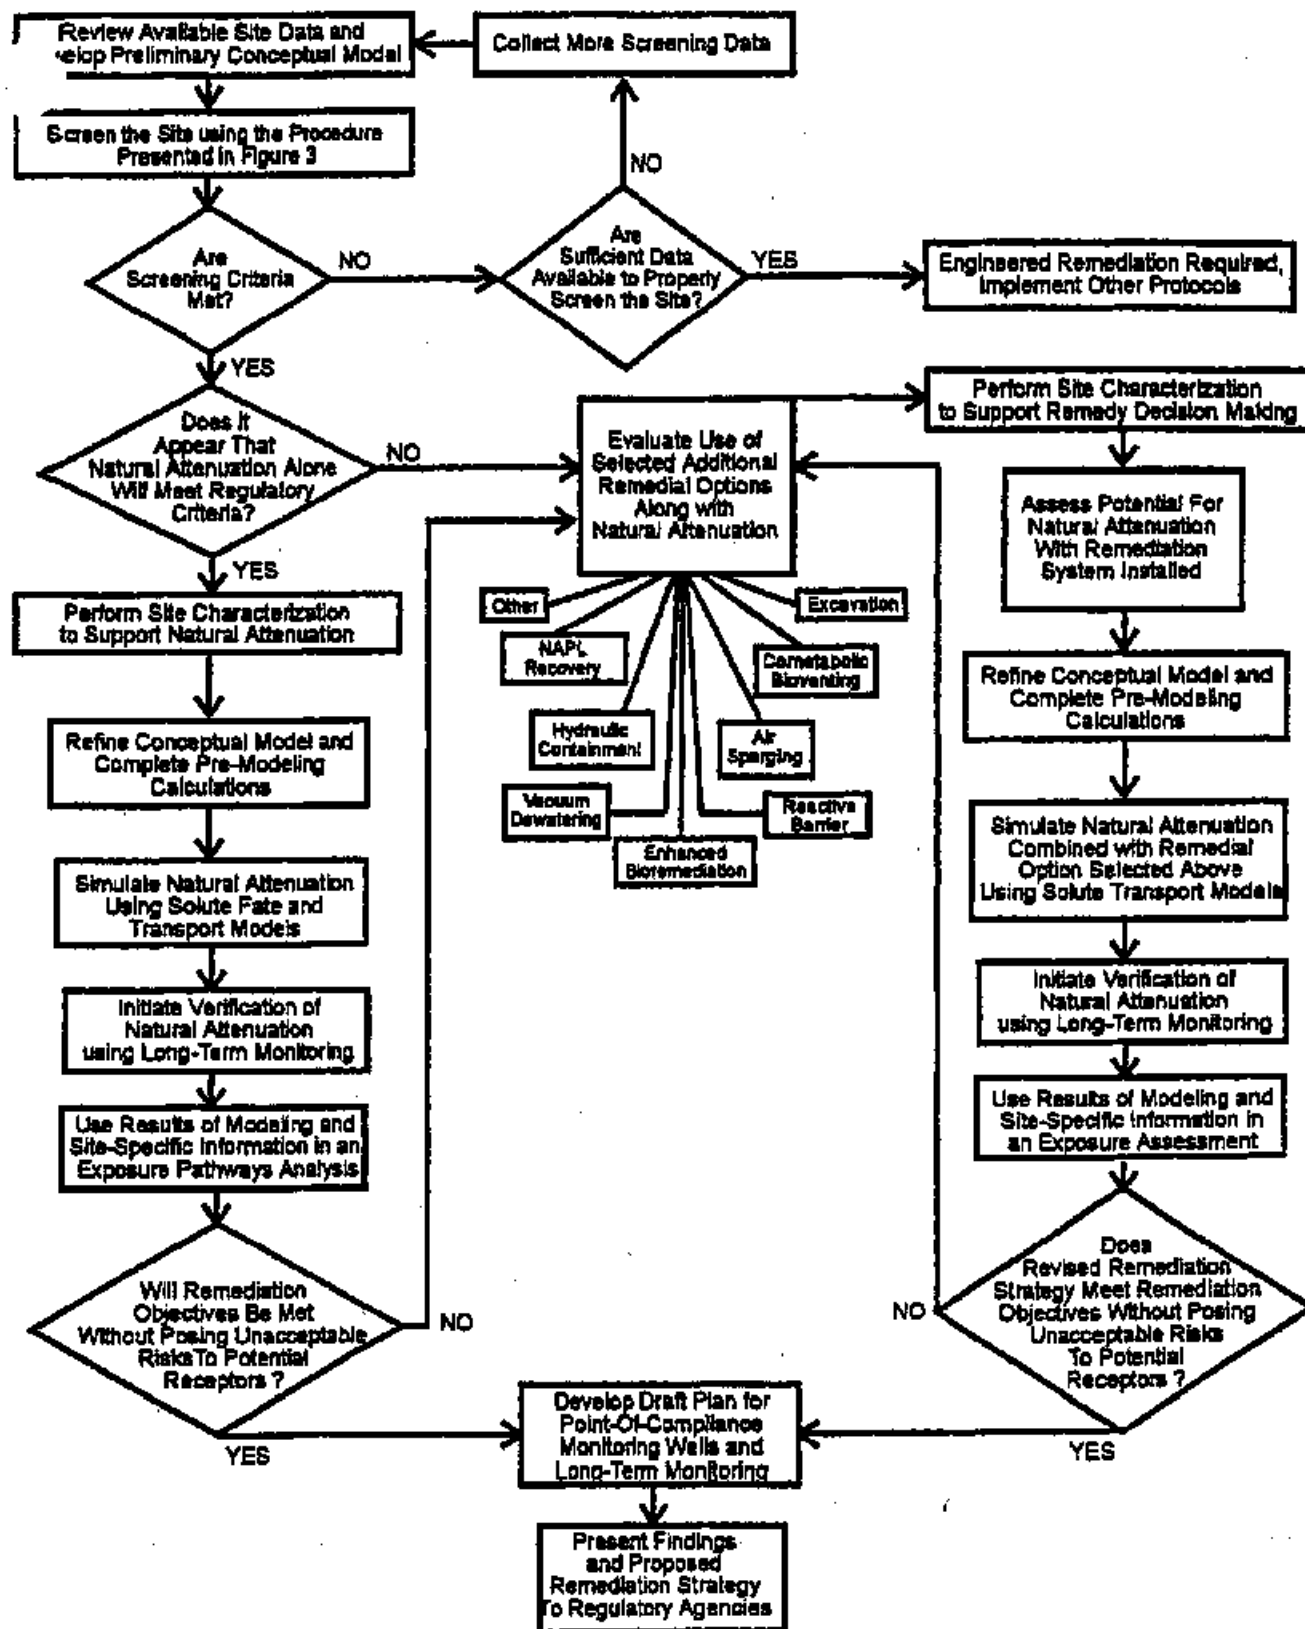 Review Available Site Data and
elop Preliminary Conceptual Model
Collect More Screening Data
Screen the Site using the Procedure
Presented in Figure 3
NO
Are
Screening Criteria
Met?
NO
Are
Sufficient Data
Available to Properly
Screen the Site?
YES
Engineered Remediation Required,
Implement Other Protocols
YES
Does It
Appear That
Natural Attenuation Alone
Will Meet Regulatory
Criteria?
NO
Evaluate Use of
Selected Additional
Remedial Options
Along with
Natural Attenuation
Perform Site Characterization
to Support Remedy Decision Making
Assess Potential For
Natural Attenuation
With Remediation
System Installed
YES
Perform Site Characterization
to Support Natural Attenuation
Other
Excavation
NAPL
Recovery
Cometabolic
Bioventing
Hydraulic
Containment
Air
Sparging
Vacuum
Dewatering
Reactive
Barrier
Enhanced
Bioremediation
Refine Conceptual Model and
Complete Pre-Modeling
Calculations
Refine Conceptual Model and
Complete Pre-Modeling
Calculations
Simulate Natural Attenuation
Using Solute Fate and
Transport Models
Simulate Natural Attenuation
Combined with Remedial
Option Selected Above
Using Solute Transport Models
Initiate Verification of
Natural Attenuation
using Long-Term Monitoring
Initiate Verification of
Natural Attenuation
using Long-Term Monitoring
Use Results of Modeling and
Site-Specific Information in an
Exposure Pathways Analysis
Use Results of Modeling and
Site-Specific Information in
an Exposure Assessment
Will Remediation
Objectives Be Met
Without Posing Unacceptable
Risks To Potential
Receptors ?
NO
NO
Does
Revised Remediation
Strategy Meet Remediation
Objectives Without Posing
Unacceptable Risks
To Potential
Receptors ?
YES
Develop Draft Plan for
Point-Of-Compliance
Monitoring Wells and
Long-Term Monitoring
YES
Present Findings
and Proposed
Remediation Strategy
To Regulatory Agencies